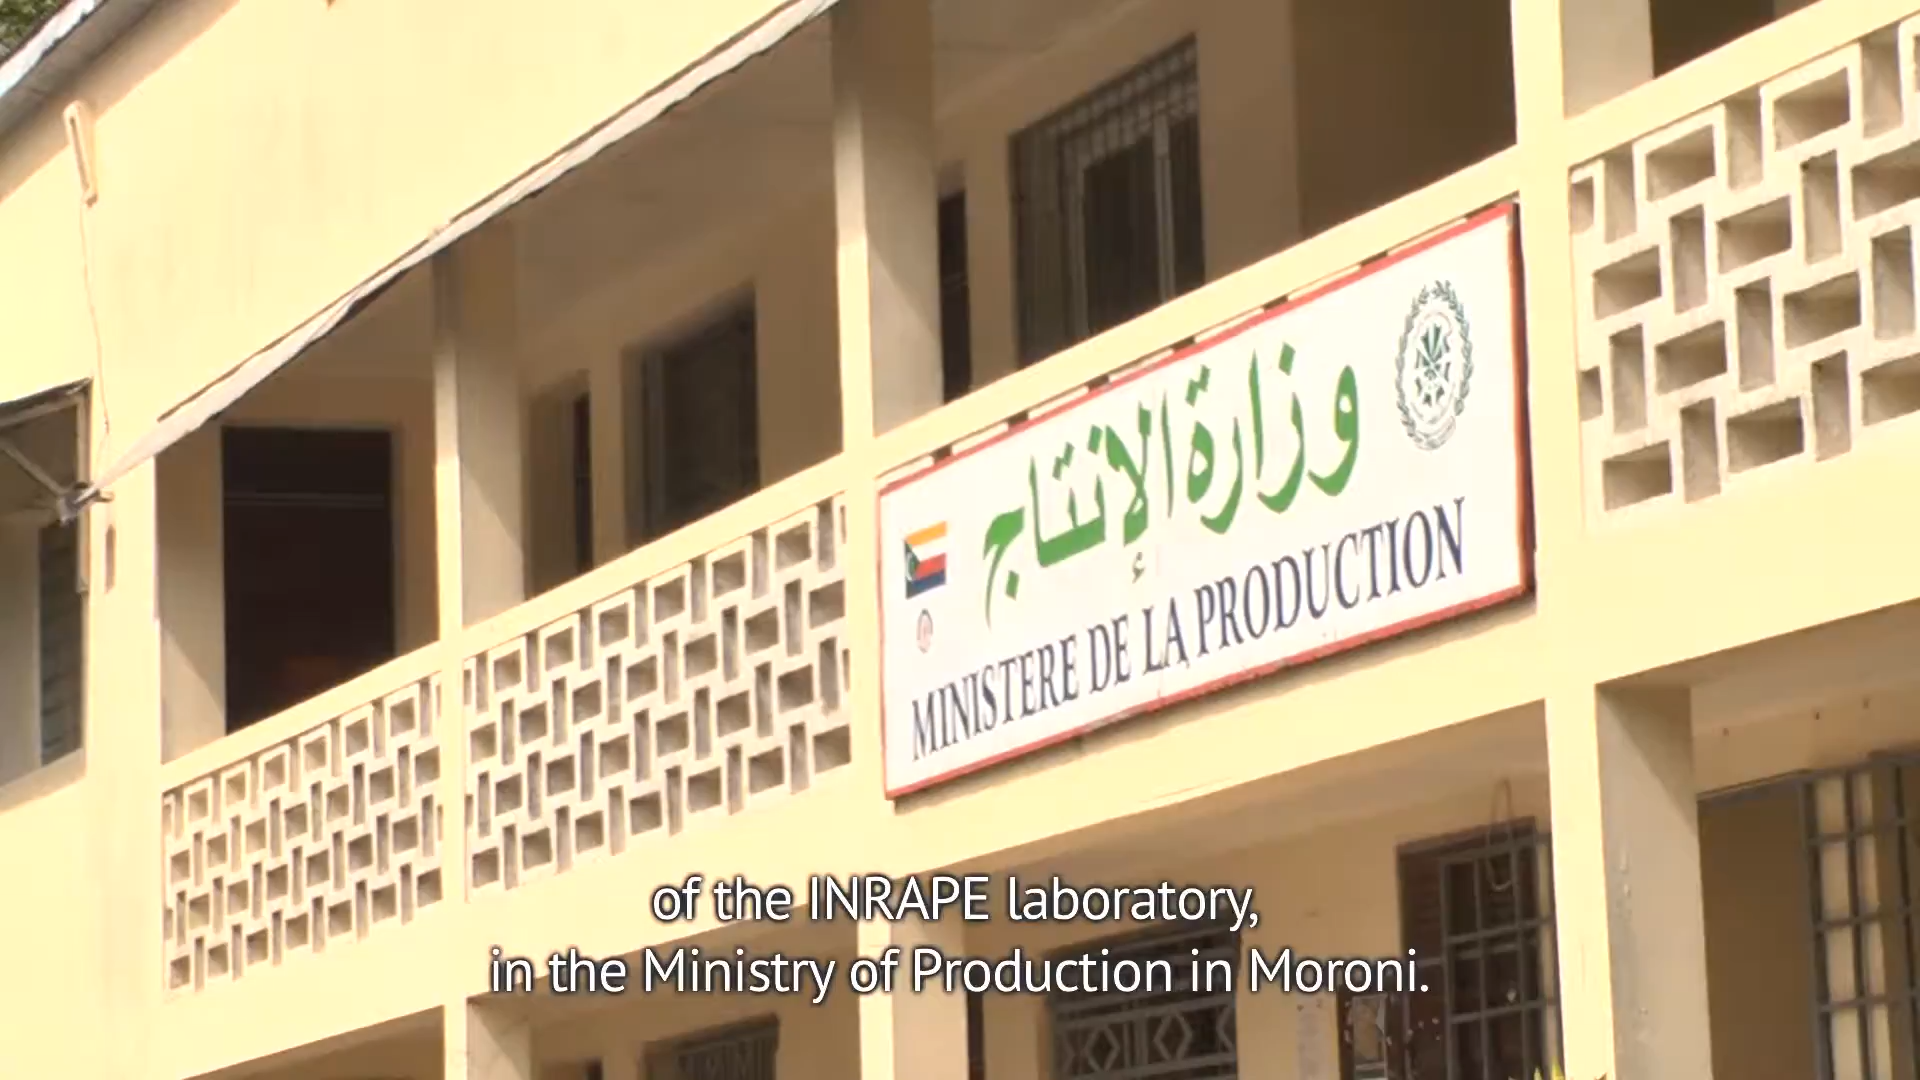 وزارة الإنتاج
MINISTERE DE LA PRODUCTION
of the INRAPE laboratory,
in the Ministry of Production in Moroni.